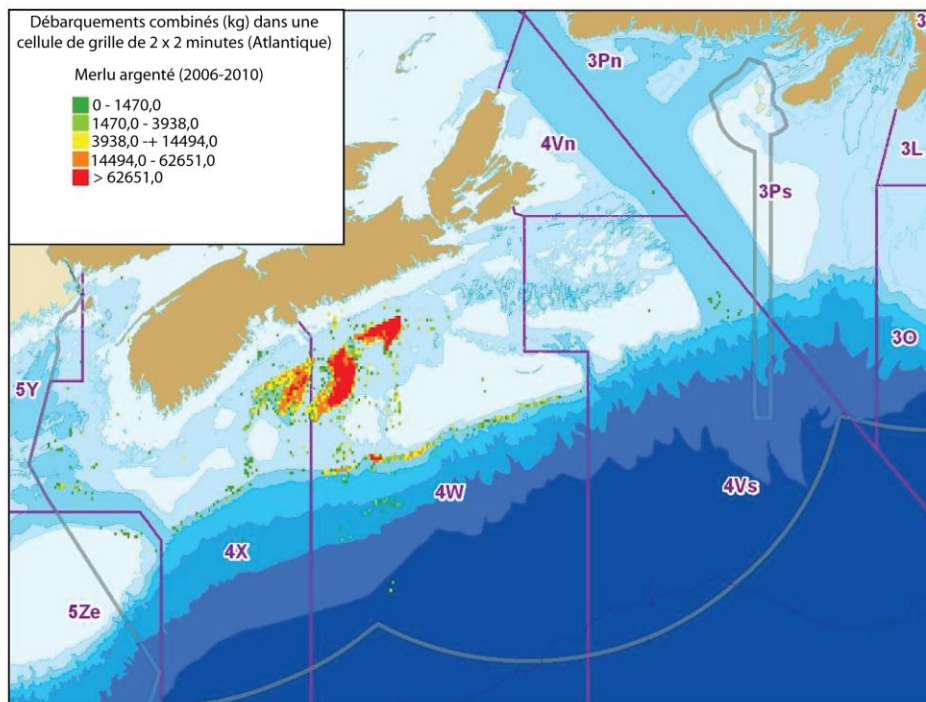 Débarquements combinés (kg) dans une
cellule de grille de 2 x 2 minutes (Atlantique)
Merlu argenté (2006-2010)
0 - 1470,0
1470,0 - 3938,0
3938,0 -+ 14494,0
14494,0 - 62651,0
> 62651,0
3
3Pn
4Vn
3L
3Ps
3O
5Y
4W
4Vs
4X
5Ze